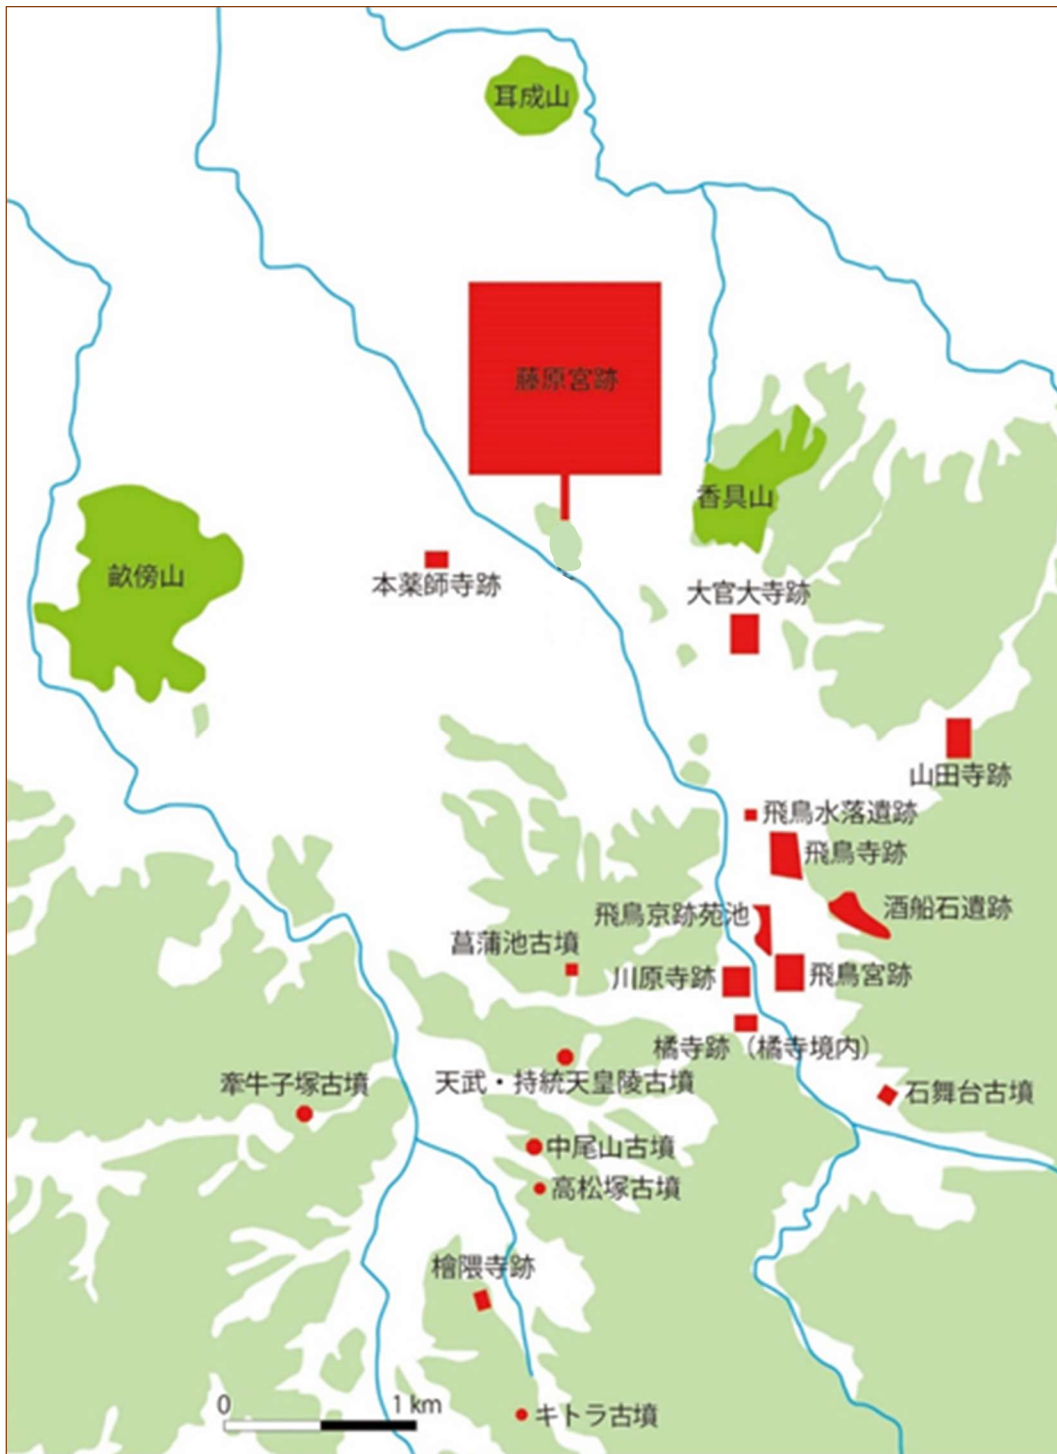 耳成山
藤原宮跡
香具山
畝傍山
本薬師寺跡
大官大寺跡
山田寺跡
飛鳥水落遺跡
飛鳥寺跡
酒船石遺跡
飛鳥京跡苑池
菖蒲池古墳
川原寺跡
飛鳥宮跡
橘寺跡（橘寺境内）
天武・持統天皇陵古墳
牽牛子塚古墳
石舞台古墳
中尾山古墳
高松塚古墳
檜隈寺跡
0 1 km
キトラ古墳